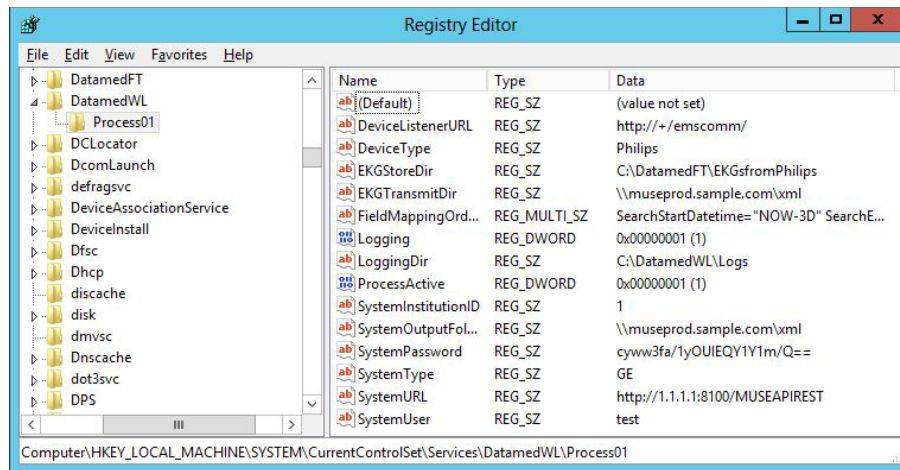 Registry Editor
File Edit View Favorites Help
DatamedFT
DatamedWL
Process01
DCLocator
DcomLaunch
defragsvc
DeviceAssociationService
DeviceInstall
Dfsc
Dhcp
discache
disk
dmvsc
Dnscache
dot3svc
DPS
Name Type Data
(Default) REG_SZ (value not set)
DeviceListenerURL REG_SZ http://+/emscomm/
DeviceType REG_SZ Philips
EKGStoreDir REG_SZ C:\DatamedFT\EKGsfromPhilips
EKGTransmitDir REG_SZ \\museprod.sample.com\xml
FieldMappingOrd... REG_MULTI_SZ SearchStartDatetime="NOW-3D" SearchE...
Logging REG_DWORD 0x00000001 (1)
LoggingDir REG_SZ C:\DatamedWL\Logs
ProcessActive REG_DWORD 0x00000001 (1)
SystemInstitutionID REG_SZ 1
SystemOutputFol... REG_SZ \\museprod.sample.com\xml
SystemPassword REG_SZ cyww3fa/1yOUIEQY1Y1m/Q==
SystemType REG_SZ GE
SystemURL REG_SZ http://1.1.1.1:8100/MUSEAPIREST
SystemUser REG_SZ test
Computer\HKEY_LOCAL_MACHINE\SYSTEM\CurrentControlSet\Services\DatamedWL\Process01